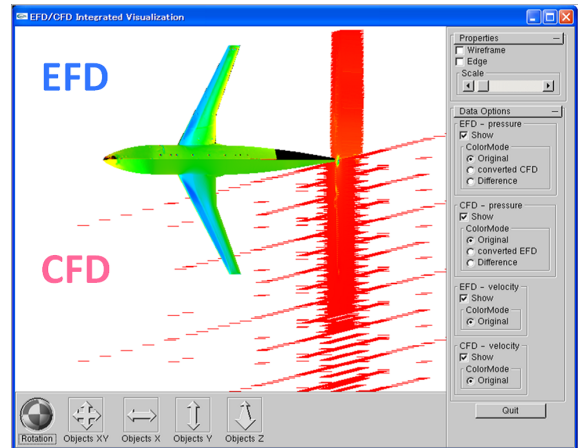 EFD/CFD Integrated Visualization
EFD
CFD
Properties
Wireframe
Edge
Scale
Data Options
EFD - pressure
Show
ColorMode
Original
converted CFD
Difference
CFD - pressure
Show
ColorMode
Original
converted EFD
Difference
EFD - velocity
Show
ColorMode
Original
CFD - velocity
Show
ColorMode
Original
Quit
Rotation Objects XY Objects X Objects Y Objects Z